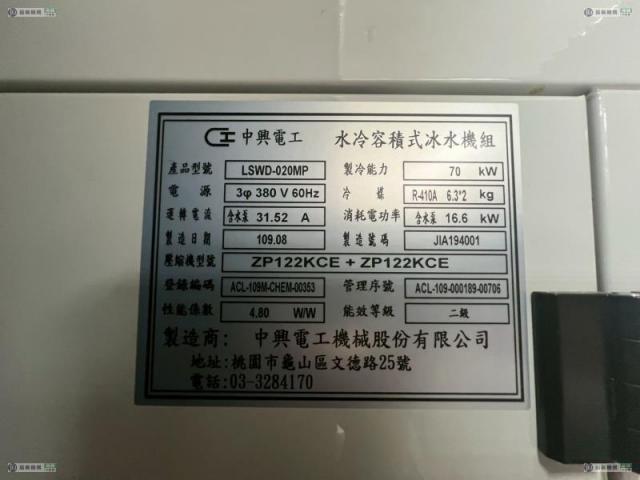 中興電工 水冷容積式冰水機組
產品型號 LSWD-020MP 製冷能力 70 kW
電源 3φ 380 V 60Hz 冷媒 R-410A 6.3*2 kg
運轉電流 含水泵 31.52 A 消耗電功率 含水泵 16.6 kW
製造日期 109.08 製造號碼 JIA194001
壓縮機型號 ZP122KCE + ZP122KCE
登錄編碼 ACL-109M-CHEM-00353 管理序號 ACL-109-000189-00706
性能係數 4.80 W/W 能效等級 二級
製造商: 中興電工機械股份有限公司
地址:桃園市龜山區文德路25號
電話:03-3284170